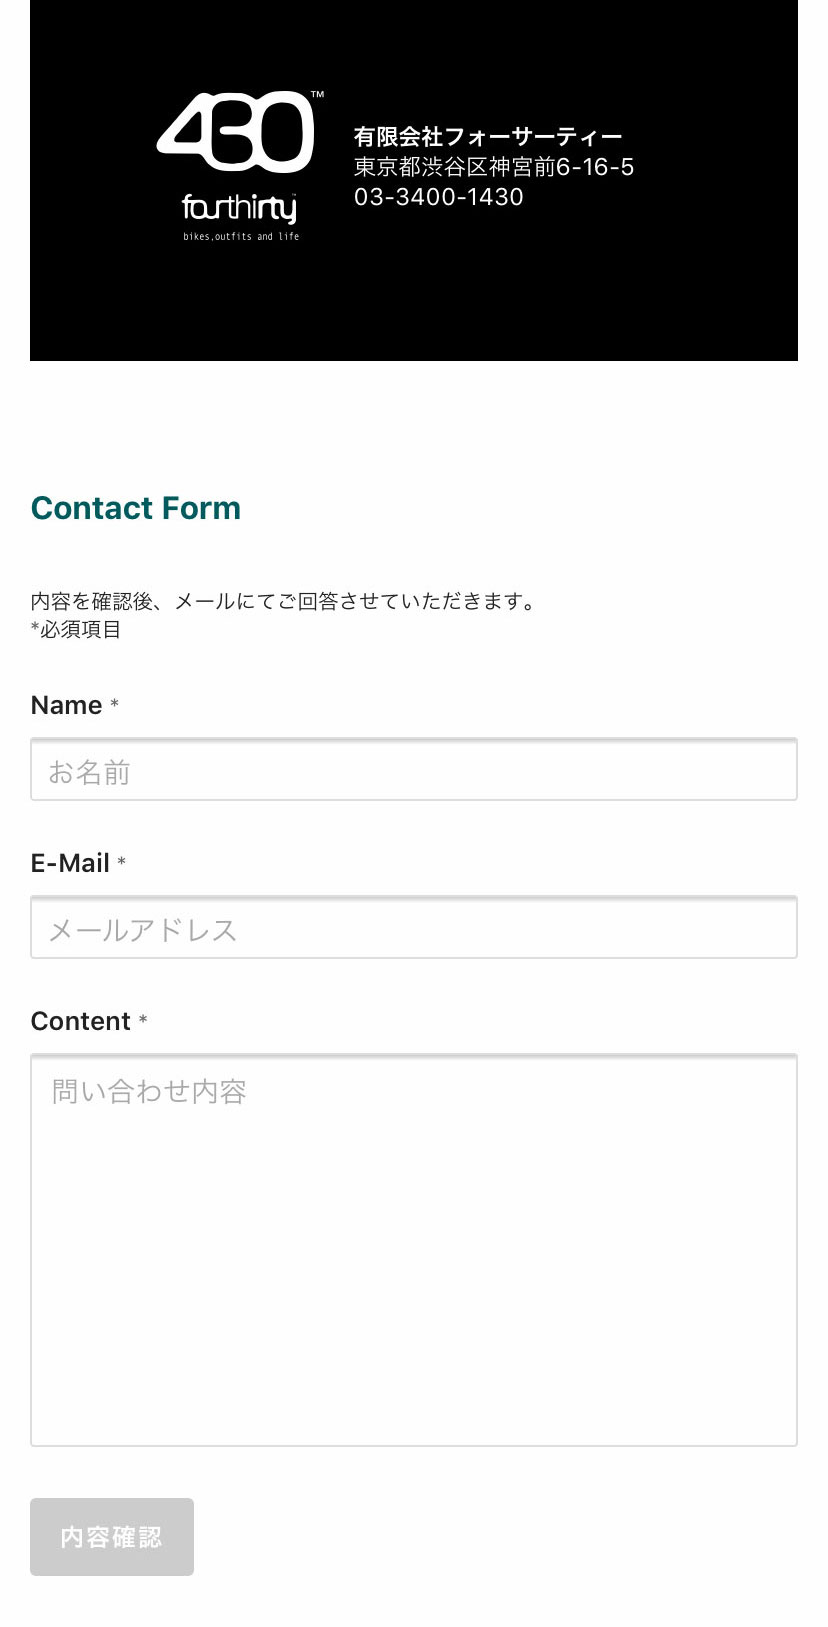 430™
fourthirty™
bikes,outfits and life
有限会社フォーサーティー
東京都渋谷区神宮前6-16-5
03-3400-1430
Contact Form
内容を確認後、メールにてご回答させていただきます。
*必須項目
Name *
お名前
E-Mail *
メールアドレス
Content *
問い合わせ内容
内容確認